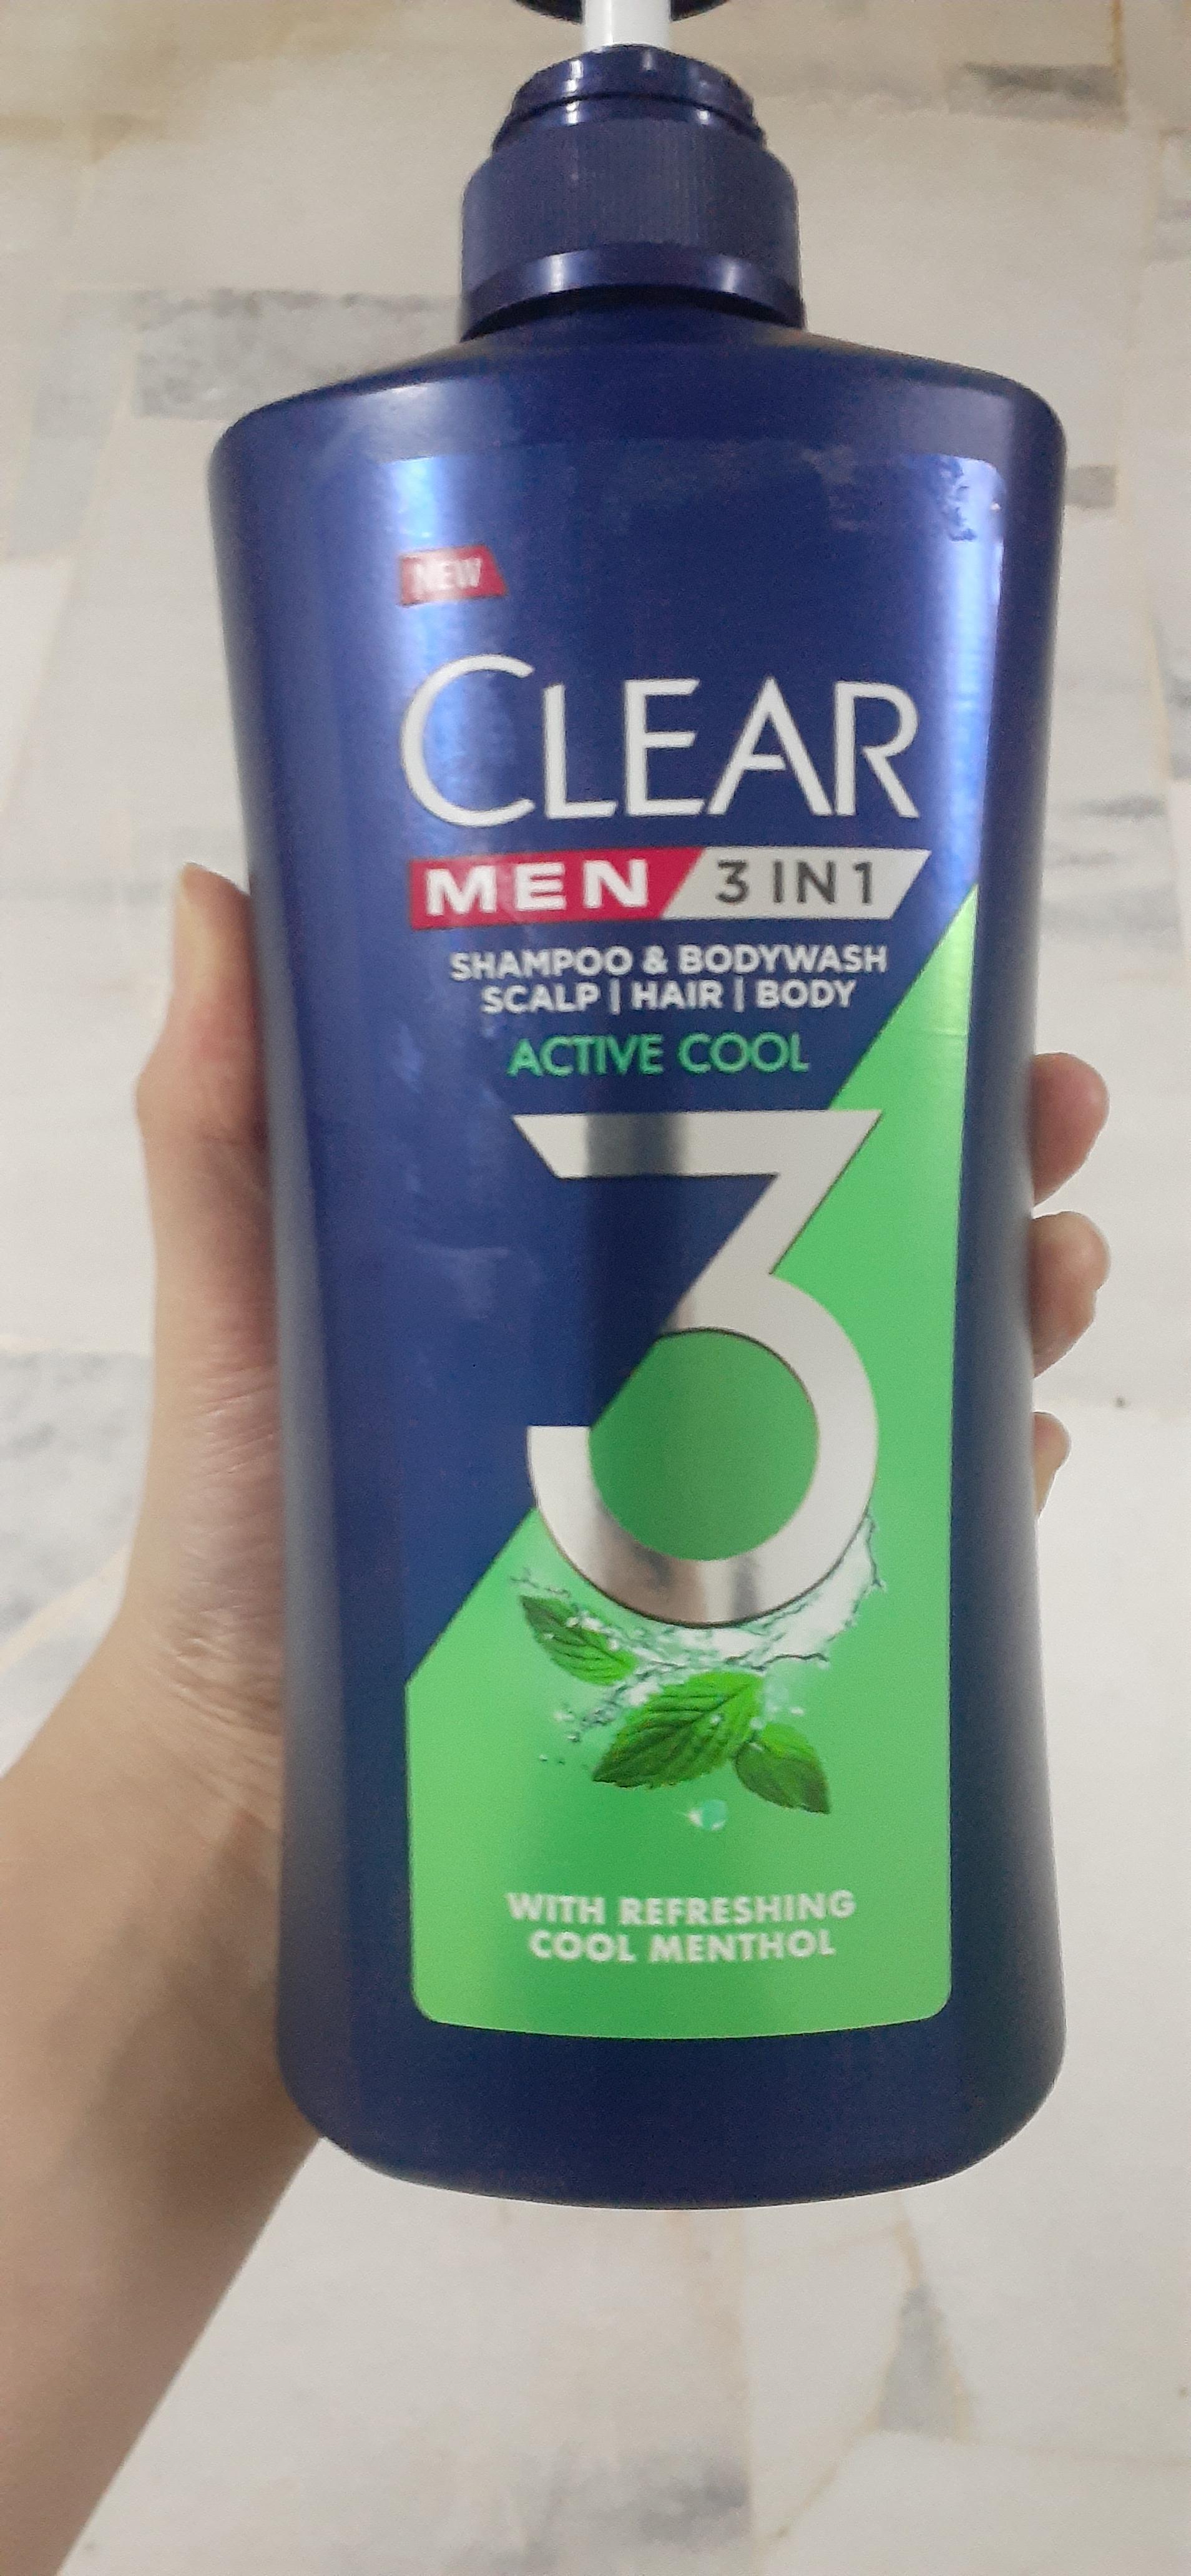 NEW
CLEAR
MEN 3 IN 1
SHAMPOO & BODYWASH
SCALP | HAIR | BODY
ACTIVE COOL
3
WITH REFRESHING
COOL MENTHOL